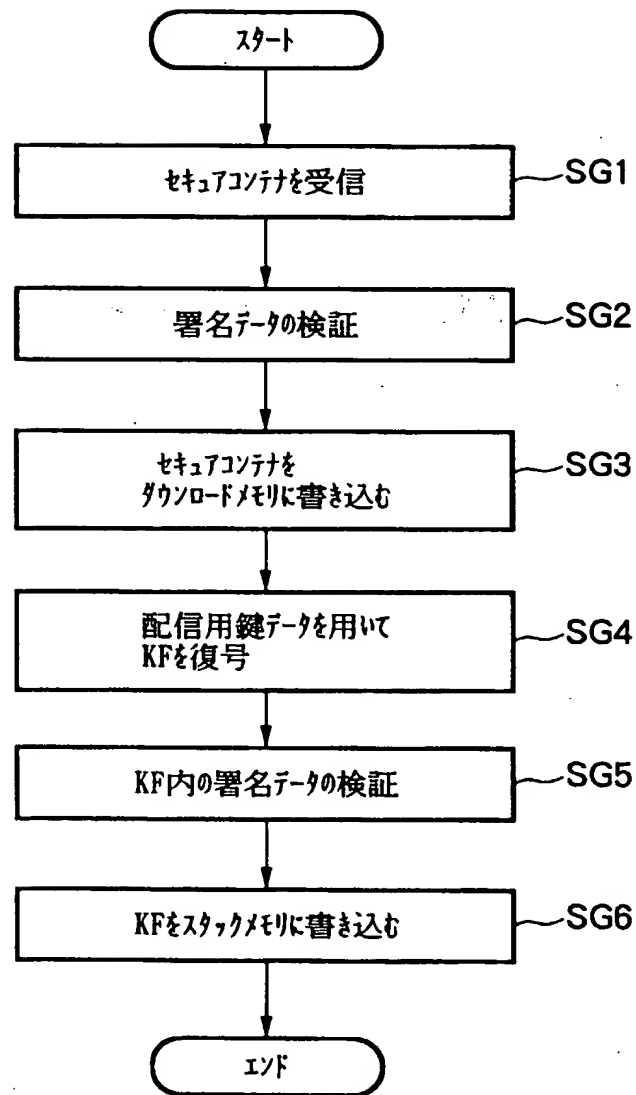 スタート
セキュアコンテナを受信
SG1
署名データの検証
SG2
セキュアコンテナを
ダウンロードメモリに書き込む
SG3
配信用鍵データを用いて
KFを復号
SG4
KF内の署名データの検証
SG5
KFをスタックメモリに書き込む
SG6
エンド